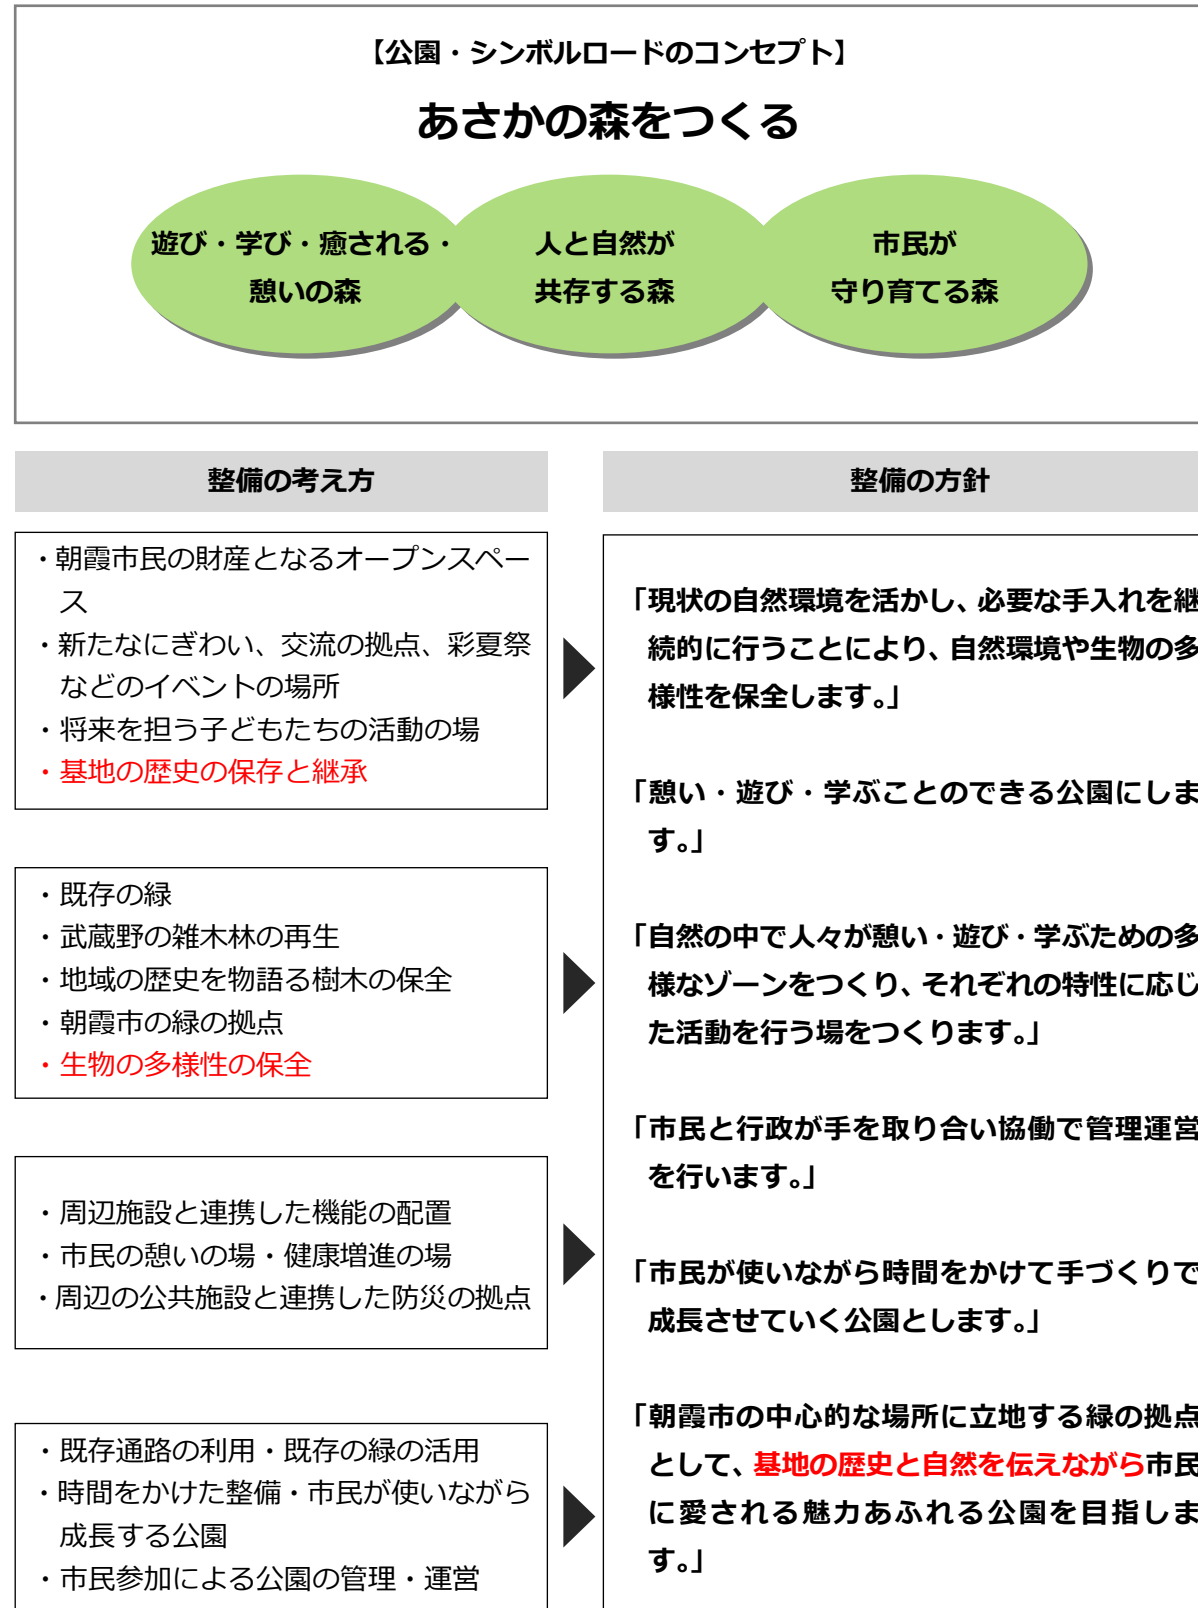 【公園・シンボルロードのコンセプト】
あさかの森をつくる
遊び・学び・癒される・
憩いの森
人と自然が
共存する森
市民が
守り育てる森
整備の考え方
・朝霞市民の財産となるオープンスペー
ス
・新たなにぎわい、交流の拠点、彩夏祭
などのイベントの場所
・将来を担う子どもたちの活動の場
・基地の歴史の保存と継承
・既存の緑
・武蔵野の雑木林の再生
・地域の歴史を物語る樹木の保全
・朝霞市の緑の拠点
・生物の多様性の保全
・周辺施設と連携した機能の配置
・市民の憩いの場・健康増進の場
・周辺の公共施設と連携した防災の拠点
・既存通路の利用・既存の緑の活用
・時間をかけた整備・市民が使いながら
成長する公園
・市民参加による公園の管理・運営
整備の方針
「現状の自然環境を活かし、必要な手入れを継
続的に行うことにより、自然環境や生物の多
様性を保全します。」
「憩い・遊び・学ぶことのできる公園にしま
す。」
「自然の中で人々が憩い・遊び・学ぶための多
様なゾーンをつくり、それぞれの特性に応じ
た活動を行う場をつくります。」
「市民と行政が手を取り合い協働で管理運営
を行います。」
「市民が使いながら時間をかけて手づくりで
成長させていく公園とします。」
「朝霞市の中心的な場所に立地する緑の拠点
として、基地の歴史と自然を伝えながら市民
に愛される魅力あふれる公園を目指しま
す。」